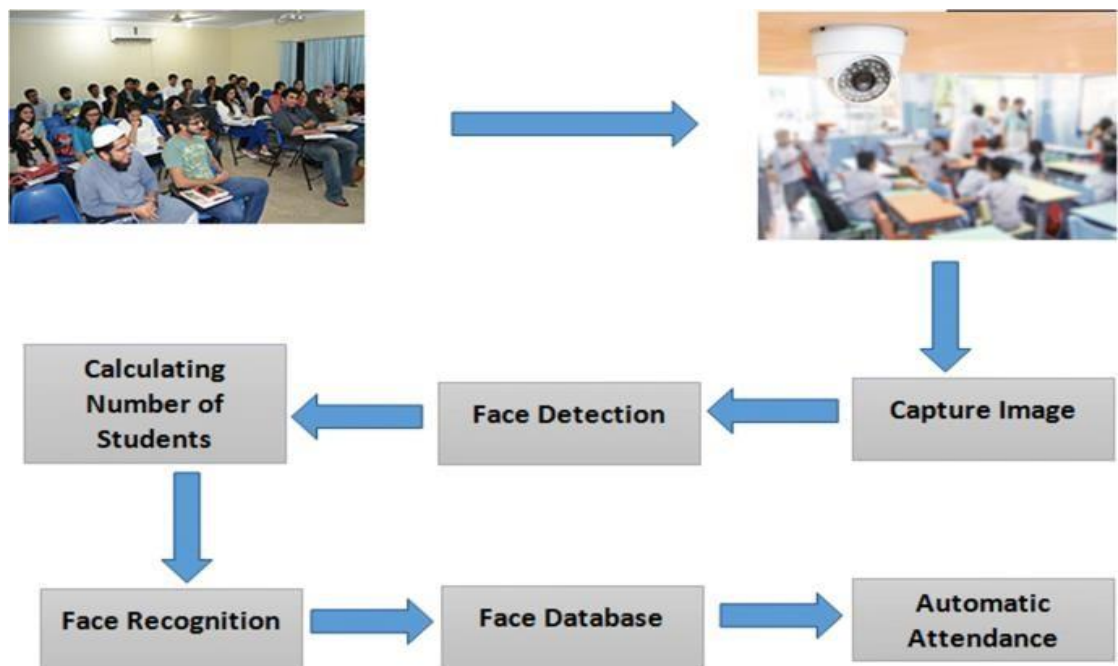 Capture Image
Face Detection
Calculating
Number of
Students
Face Recognition
Face Database
Automatic
Attendance